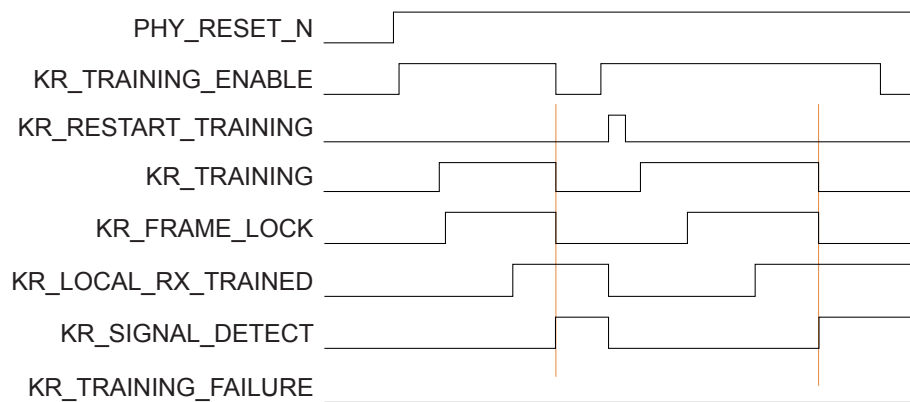 PHY_RESET_N
KR_TRAINING_ENABLE
KR_RESTART_TRAINING
KR_TRAINING
KR_FRAME_LOCK
KR_LOCAL_RX_TRAINED
KR_SIGNAL_DETECT
KR_TRAINING_FAILURE